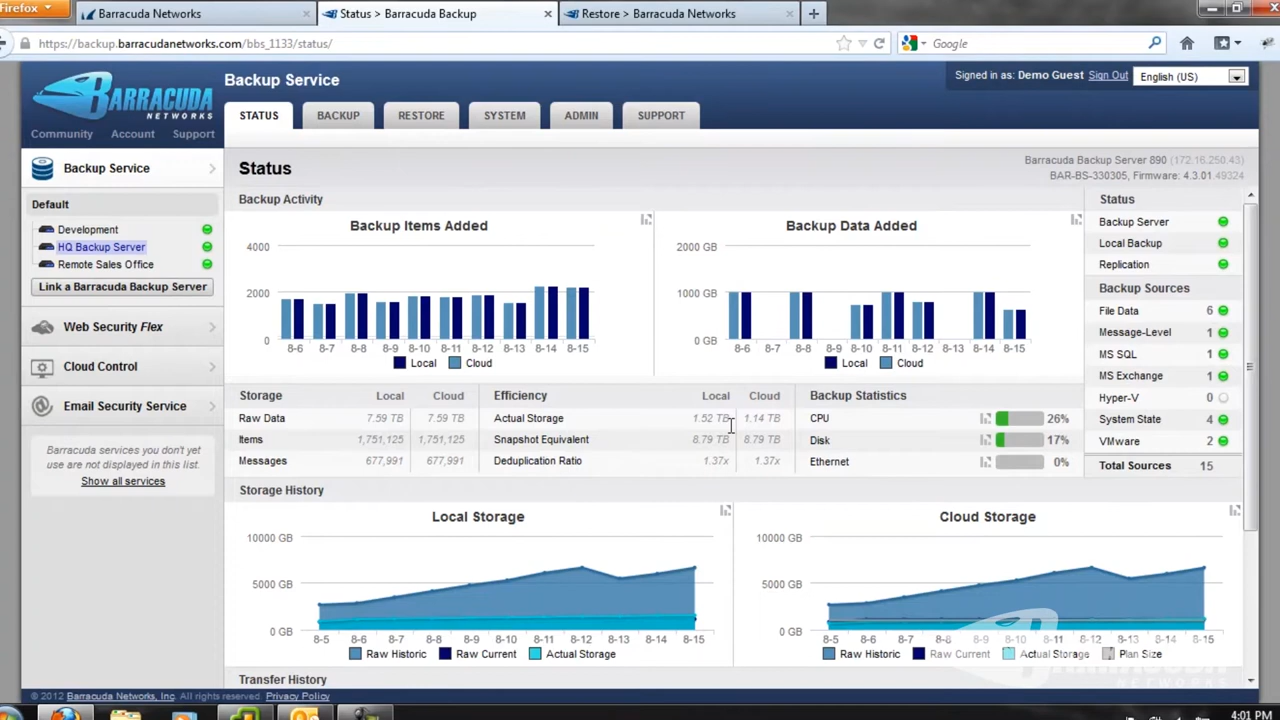 Firefox
Barracuda Networks
Status > Barracuda Backup
Restore > Barracuda Networks
https://backup.barracudanetworks.com/bbs_1133/status/
Google
BARRACUDA
NETWORKS
Community Account Support
Backup Service
Signed in as: Demo Guest Sign Out
English (US)
STATUS BACKUP RESTORE SYSTEM ADMIN SUPPORT
Backup Service
Default
Development
HQ Backup Server
Remote Sales Office
Link a Barracuda Backup Server
Web Security Flex
Cloud Control
Email Security Service
Barracuda services you don't yet
use are not displayed in this list.
Show all services
Status
Barracuda Backup Server 890 (172.16.250.43)
BAR-BS-330305, Firmware: 4.3.01.49324
Backup Activity
Backup Items Added
4000
2000
0
8-6 8-7 8-8 8-9 8-10 8-11 8-12 8-13 8-14 8-15
Local Cloud
Backup Data Added
2000 GB
1000 GB
0 GB
8-6 8-7 8-8 8-9 8-10 8-11 8-12 8-13 8-14 8-15
Local Cloud
Status
Backup Server
Local Backup
Replication
Backup Sources
File Data 6
Message-Level 1
MS SQL 1
MS Exchange 1
Hyper-V 0
System State 4
VMware 2
Total Sources 15
Storage Local Cloud
Raw Data 7.59 TB 7.59 TB
Items 1,751,125 1,751,125
Messages 677,991 677,991
Efficiency Local Cloud
Actual Storage 1.52 TB 1.14 TB
Snapshot Equivalent 8.79 TB 8.79 TB
Deduplication Ratio 1.37x 1.37x
Backup Statistics
CPU 26%
Disk 17%
Ethernet 0%
Storage History
Local Storage
10000 GB
5000 GB
0 GB
8-5 8-6 8-7 8-8 8-9 8-10 8-11 8-12 8-13 8-14 8-15
Raw Historic Raw Current Actual Storage
Cloud Storage
10000 GB
5000 GB
0 GB
8-5 8-6 8-7 8-8 8-9 8-10 8-11 8-12 8-13 8-14 8-15
Raw Historic Raw Current Actual Storage Plan Size
BARRACUDA
NETWORKS
Transfer History
© 2012 Barracuda Networks, Inc. All rights reserved. Privacy Policy
4:01 PM